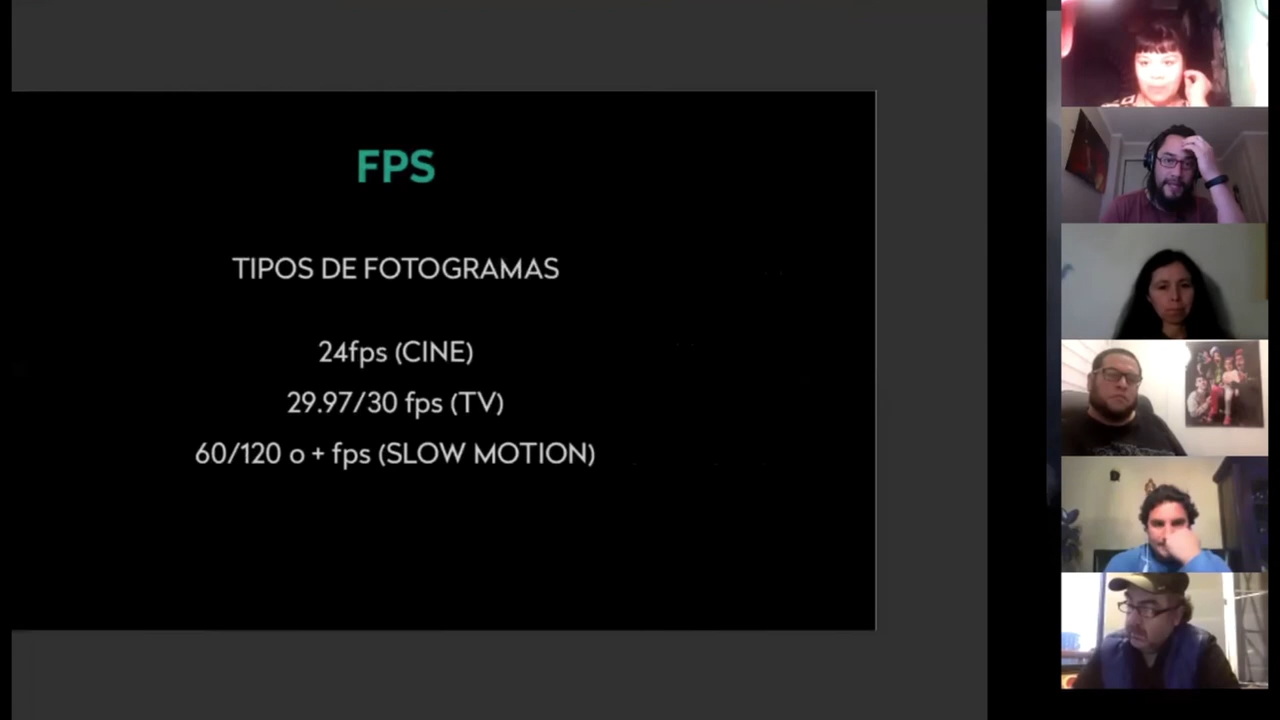 FPS
TIPOS DE FOTOGRAMAS
24fps (CINE)
29.97/30 fps (TV)
60/120 o + fps (SLOW MOTION)